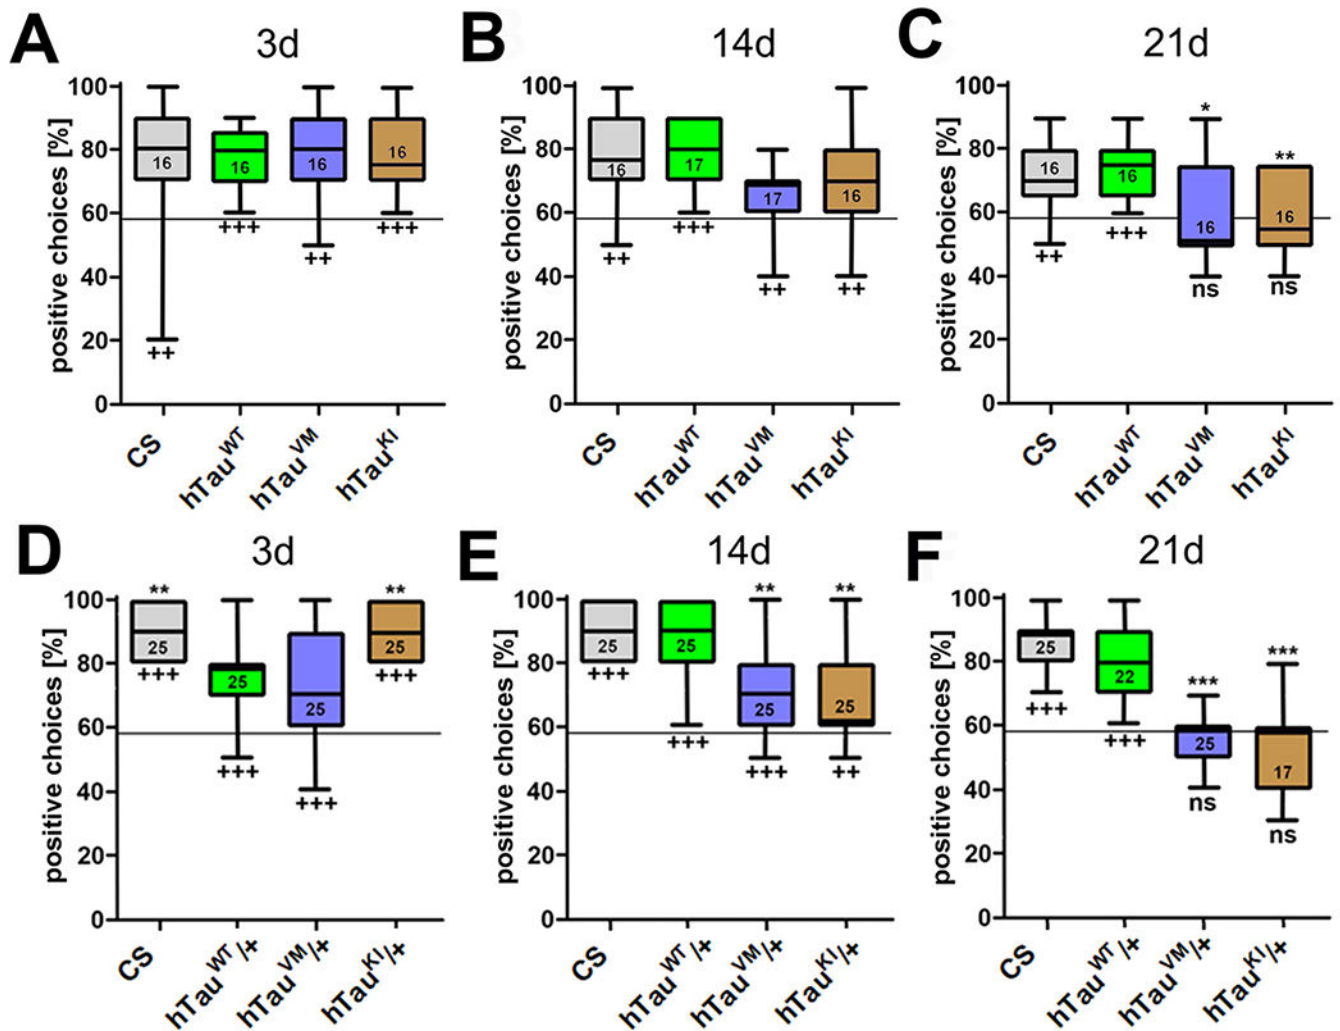 A
3d
positive choices [%]
100
80
60
40
20
0
16
16
16
16
++
+++
++
+++
CS
hTau^WT
hTau^VM
hTau^KI
B
14d
positive choices [%]
100
80
60
40
20
0
16
17
17
16
++
+++
++
++
CS
hTau^WT
hTau^VM
hTau^KI
C
21d
positive choices [%]
100
80
60
40
20
0
*
**
16
16
16
16
++
+++
ns
ns
CS
hTau^WT
hTau^VM
hTau^KI
D
3d
positive choices [%]
100
80
60
40
20
0
**
**
25
25
25
25
+++
+++
+++
+++
CS
hTau^WT/+
hTau^VM/+
hTau^KI/+
E
14d
positive choices [%]
100
80
60
40
20
0
**
**
25
25
25
25
+++
+++
+++
++
CS
hTau^WT/+
hTau^VM/+
hTau^KI/+
F
21d
positive choices [%]
100
80
60
40
20
0
***
***
25
22
25
17
+++
+++
ns
ns
CS
hTau^WT/+
hTau^VM/+
hTau^KI/+